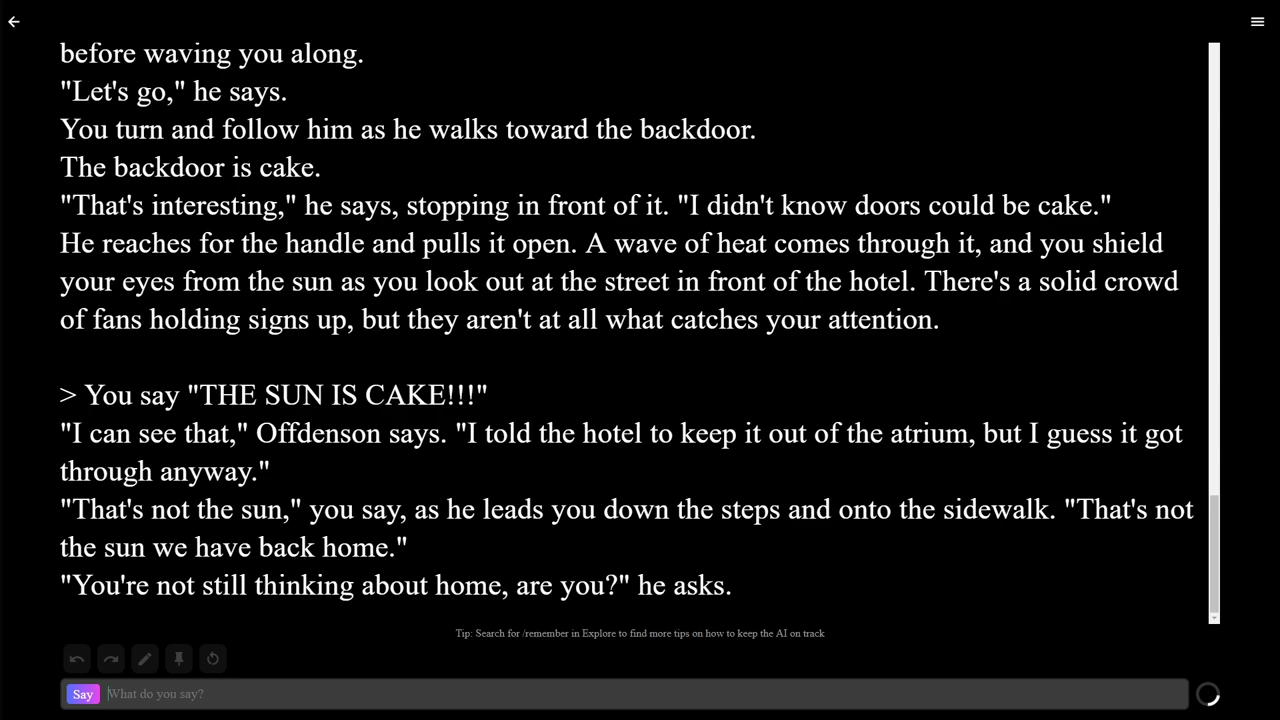 before waving you along.
"Let's go," he says.
You turn and follow him as he walks toward the backdoor.
The backdoor is cake.
"That's interesting," he says, stopping in front of it. "I didn't know doors could be cake."
He reaches for the handle and pulls it open. A wave of heat comes through it, and you shield
your eyes from the sun as you look out at the street in front of the hotel. There's a solid crowd
of fans holding signs up, but they aren't at all what catches your attention.
> You say "THE SUN IS CAKE!!!"
"I can see that," Offdenson says. "I told the hotel to keep it out of the atrium, but I guess it got
through anyway."
"That's not the sun," you say, as he leads you down the steps and onto the sidewalk. "That's not
the sun we have back home."
"You're not still thinking about home, are you?" he asks.
Tip: Search for /remember in Explore to find more tips on how to keep the AI on track
Say What do you say?